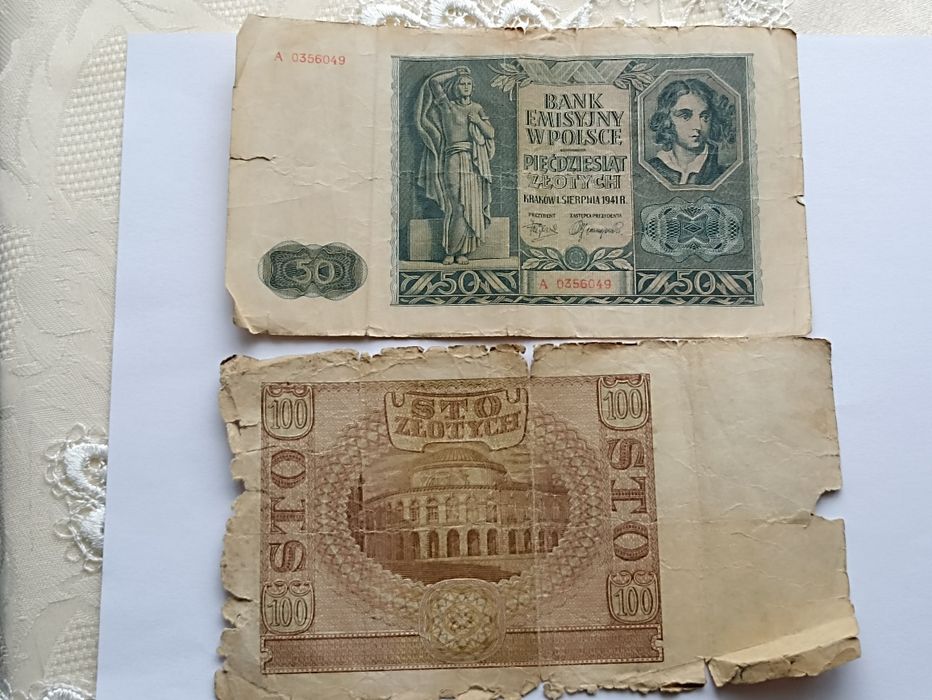 A 0356049
BANK
EMISYJNY
W POLSCE
PIĘĆDZIESIĄT
ZŁOTYCH
KRAKÓW 1. SIERPNIA 1941 R.
PREZYDENT ZASTĘPCA PREZYDENTA
50
50
A 0356049
50
100
STO
ZŁOTYCH
100
STO
STO
100
100